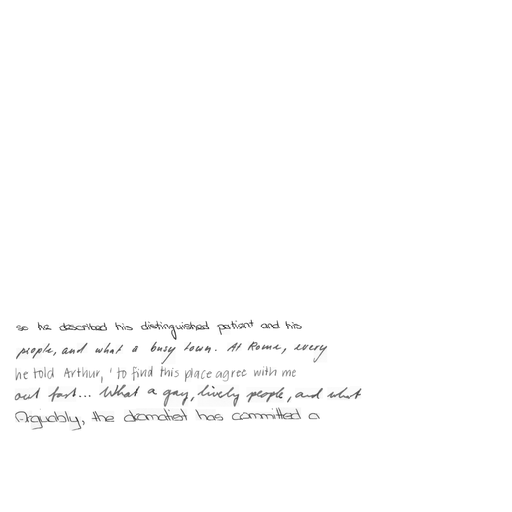 so he described his distinguished patient and his
people, and what a busy town. At Rome, every
he told Arthur, 'to find this place agree with me
out fast... What a gay, lively people, and what
Arguably, the dramatist has committed a